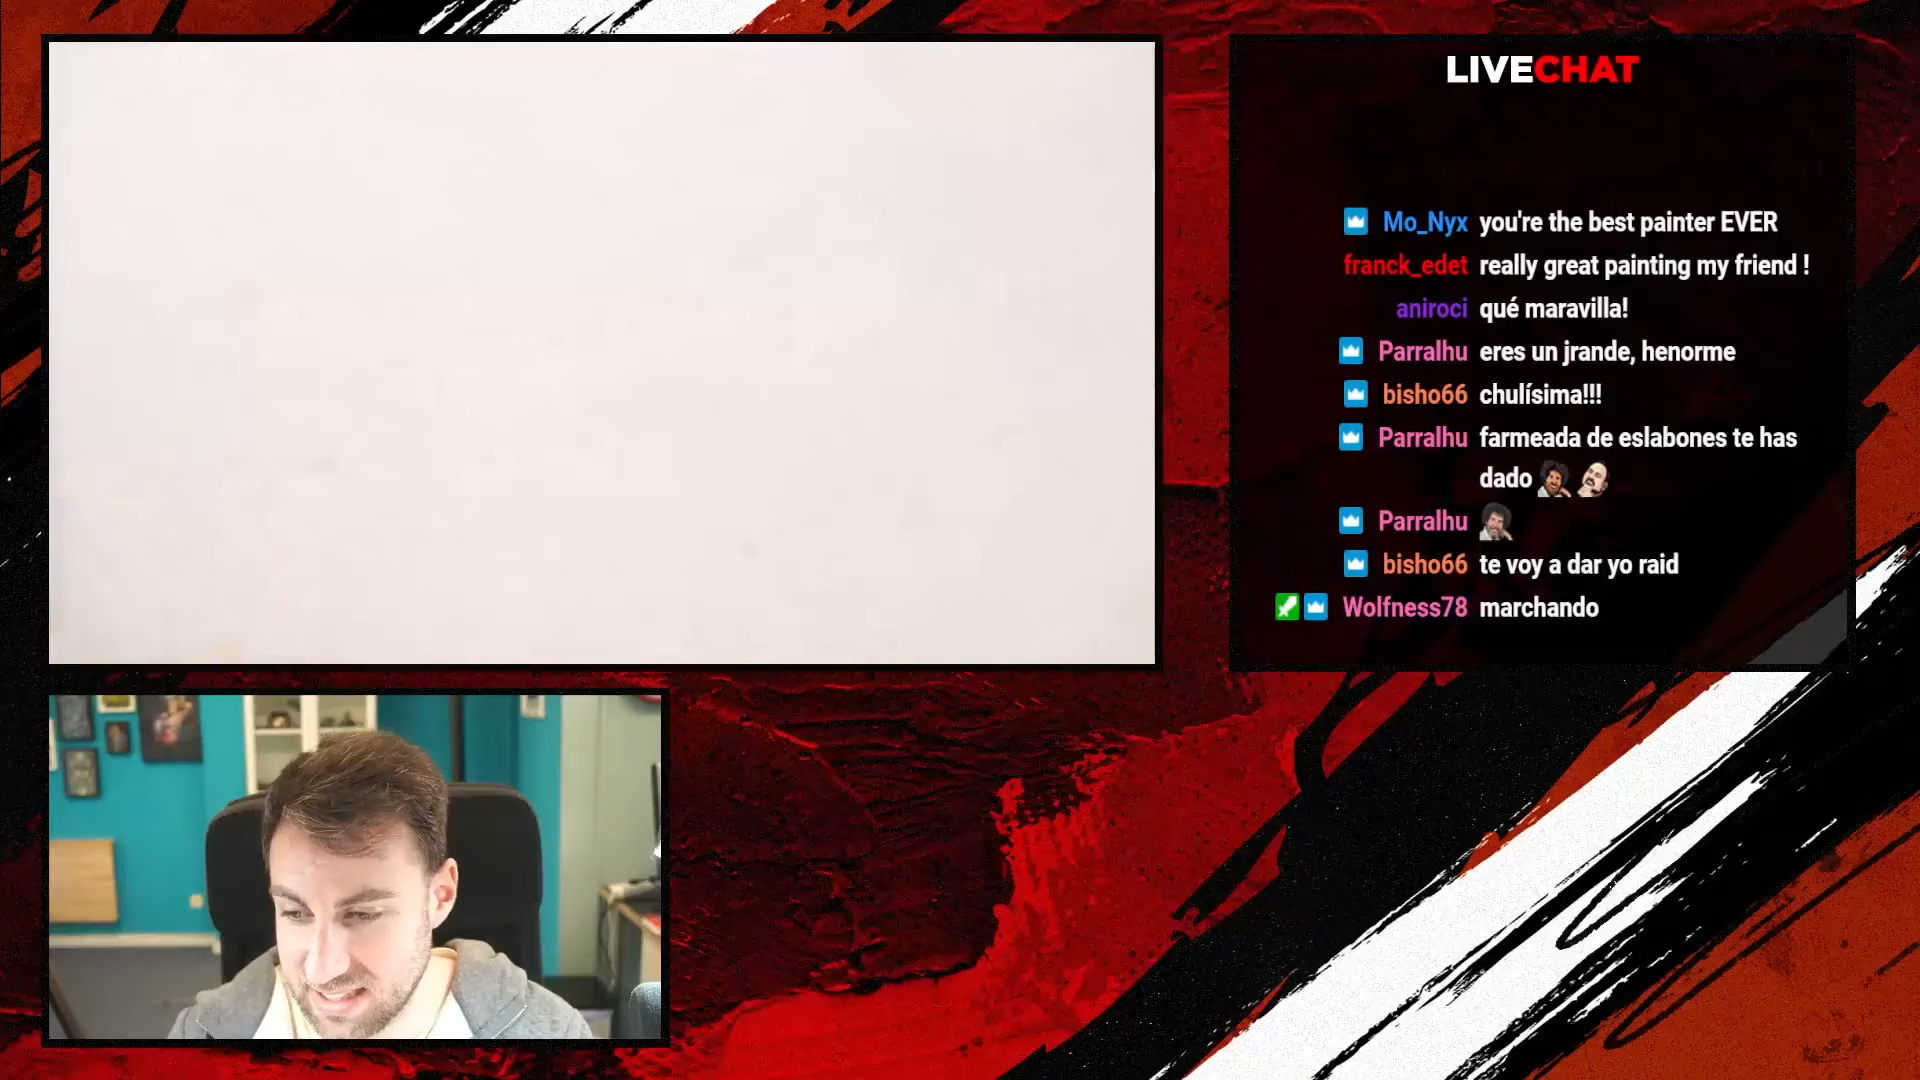 LIVECHAT
Mo_Nyx you're the best painter EVER
franck_edet really great painting my friend !
aniroci qué maravilla!
Parralhu eres un jrande, henorme
bisho66 chulísima!!!
Parralhu farmeada de eslabones te has
dado
Parralhu
bisho66 te voy a dar yo raid
Wolfness78 marchando